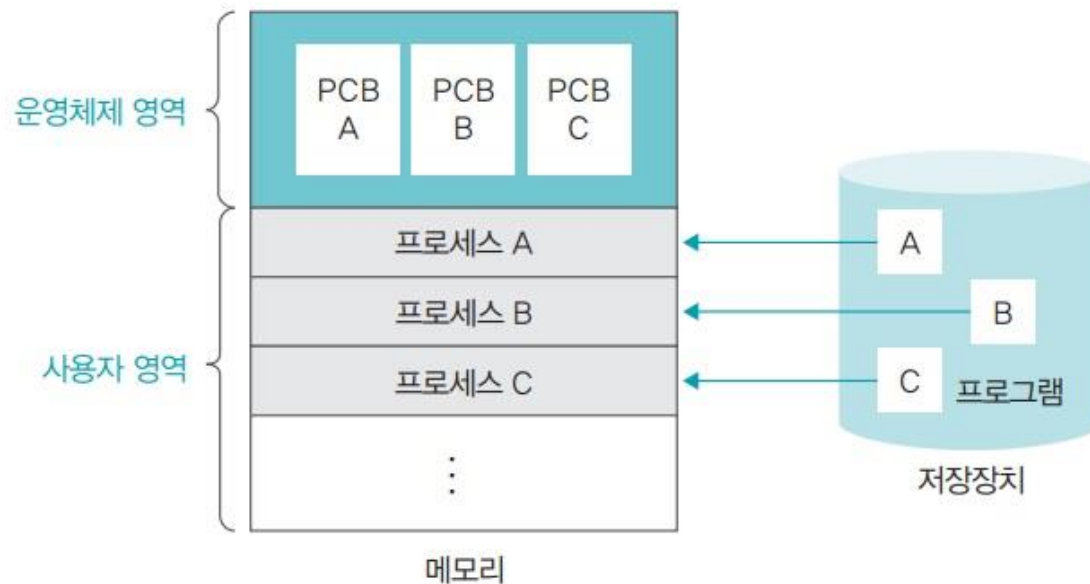 운영체제 영역
PCB
A
PCB
B
PCB
C
사용자 영역
프로세스 A
프로세스 B
프로세스 C
⋮
A
B
C
프로그램
저장장치
메모리